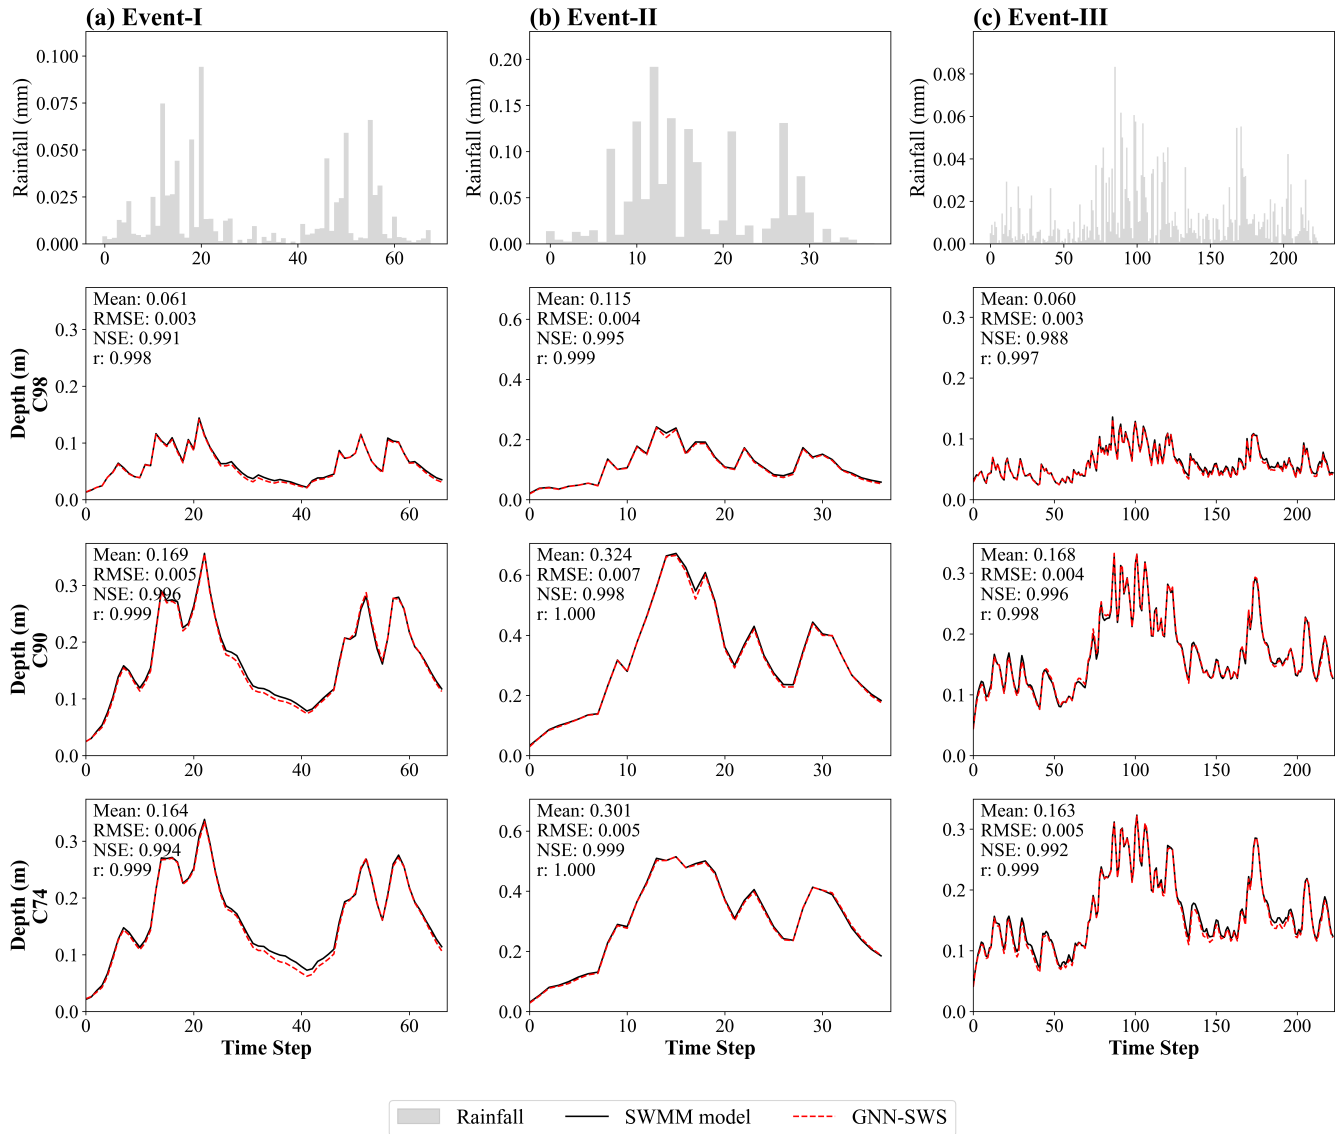 (a) Event-I
(b) Event-II
(c) Event-III
Rainfall (mm)
0.100
0.075
0.050
0.025
0.000
0 20 40 60
Rainfall (mm)
0.20
0.15
0.10
0.05
0.00
0 10 20 30
Rainfall (mm)
0.08
0.06
0.04
0.02
0.00
0 50 100 150 200
Depth (m)
C98
0.3
0.2
0.1
0.0
Mean: 0.061
RMSE: 0.003
NSE: 0.991
r: 0.998
0 20 40 60
0.6
0.4
0.2
0.0
Mean: 0.115
RMSE: 0.004
NSE: 0.995
r: 0.999
0 10 20 30
0.3
0.2
0.1
0.0
Mean: 0.060
RMSE: 0.003
NSE: 0.988
r: 0.997
0 50 100 150 200
Depth (m)
C90
0.3
0.2
0.1
0.0
Mean: 0.169
RMSE: 0.005
NSE: 0.996
r: 0.999
0 20 40 60
0.6
0.4
0.2
0.0
Mean: 0.324
RMSE: 0.007
NSE: 0.998
r: 1.000
0 10 20 30
0.3
0.2
0.1
0.0
Mean: 0.168
RMSE: 0.004
NSE: 0.996
r: 0.998
0 50 100 150 200
Depth (m)
C74
0.3
0.2
0.1
0.0
Mean: 0.164
RMSE: 0.006
NSE: 0.994
r: 0.999
0 20 40 60
Time Step
0.6
0.4
0.2
0.0
Mean: 0.301
RMSE: 0.005
NSE: 0.999
r: 1.000
0 10 20 30
Time Step
0.3
0.2
0.1
0.0
Mean: 0.163
RMSE: 0.005
NSE: 0.992
r: 0.999
0 50 100 150 200
Time Step
Rainfall SWMM model GNN-SWS